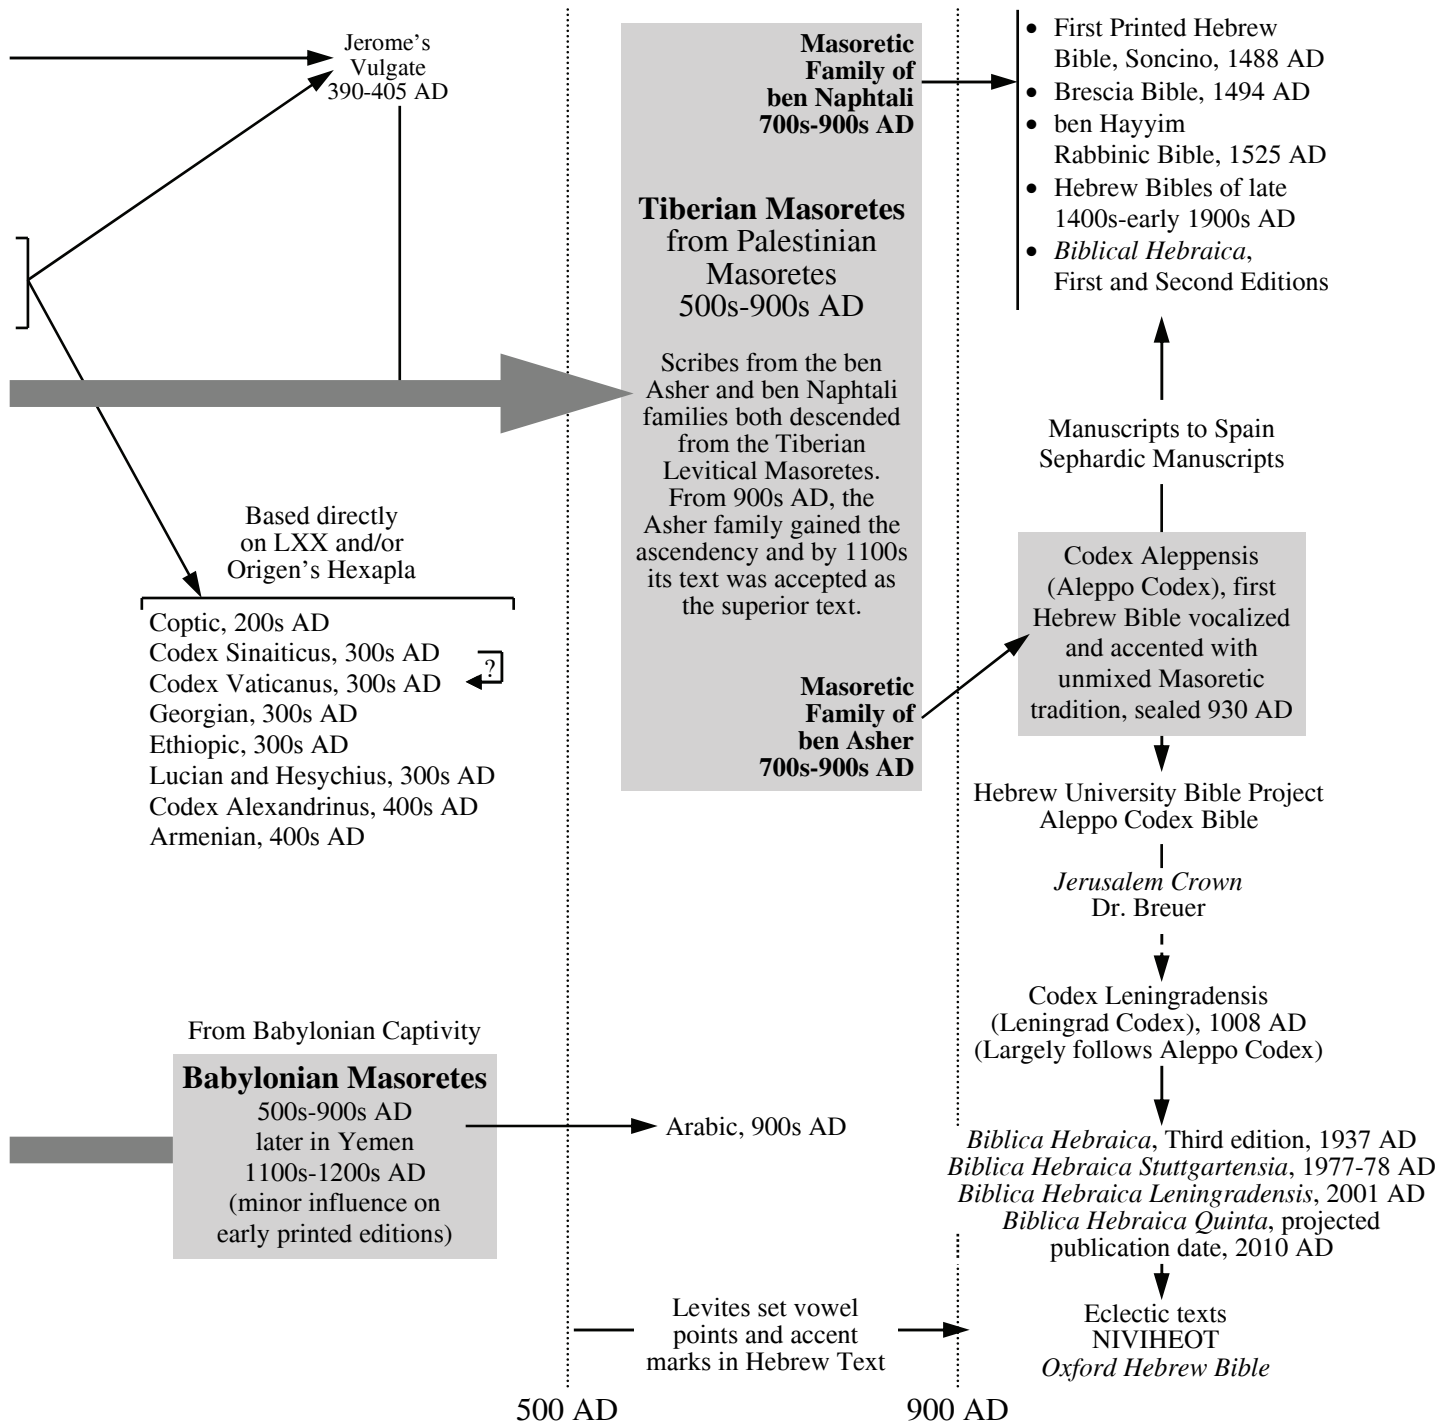 Jerome's
Vulgate
390-405 AD
Masoretic
Family of
ben Naphtali
700s-900s AD
Tiberian Masoretes
from Palestinian
Masoretes
500s-900s AD
Scribes from the ben
Asher and ben Naphtali
families both descended
from the Tiberian
Levitical Masoretes.
From 900s AD, the
Asher family gained the
ascendency and by 1100s
its text was accepted as
the superior text.
Masoretic
Family of
ben Asher
700s-900s AD
• First Printed Hebrew
Bible, Soncino, 1488 AD
• Brescia Bible, 1494 AD
• ben Hayyim
Rabbinic Bible, 1525 AD
• Hebrew Bibles of late
1400s-early 1900s AD
• Biblical Hebraica,
First and Second Editions
Manuscripts to Spain
Sephardic Manuscripts
Codex Aleppensis
(Aleppo Codex), first
Hebrew Bible vocalized
and accented with
unmixed Masoretic
tradition, sealed 930 AD
Hebrew University Bible Project
Aleppo Codex Bible
Jerusalem Crown
Dr. Breuer
Codex Leningradensis
(Leningrad Codex), 1008 AD
(Largely follows Aleppo Codex)
Biblica Hebraica, Third edition, 1937 AD
Biblica Hebraica Stuttgartensia, 1977-78 AD
Biblica Hebraica Leningradensis, 2001 AD
Biblica Hebraica Quinta, projected
publication date, 2010 AD
Eclectic texts
NIVIHEOT
Oxford Hebrew Bible
Based directly
on LXX and/or
Origen's Hexapla
Coptic, 200s AD
Codex Sinaiticus, 300s AD
?
Codex Vaticanus, 300s AD
Georgian, 300s AD
Ethiopic, 300s AD
Lucian and Hesychius, 300s AD
Codex Alexandrinus, 400s AD
Armenian, 400s AD
From Babylonian Captivity
Babylonian Masoretes
500s-900s AD
later in Yemen
1100s-1200s AD
(minor influence on
early printed editions)
Arabic, 900s AD
Levites set vowel
points and accent
marks in Hebrew Text
500 AD
900 AD